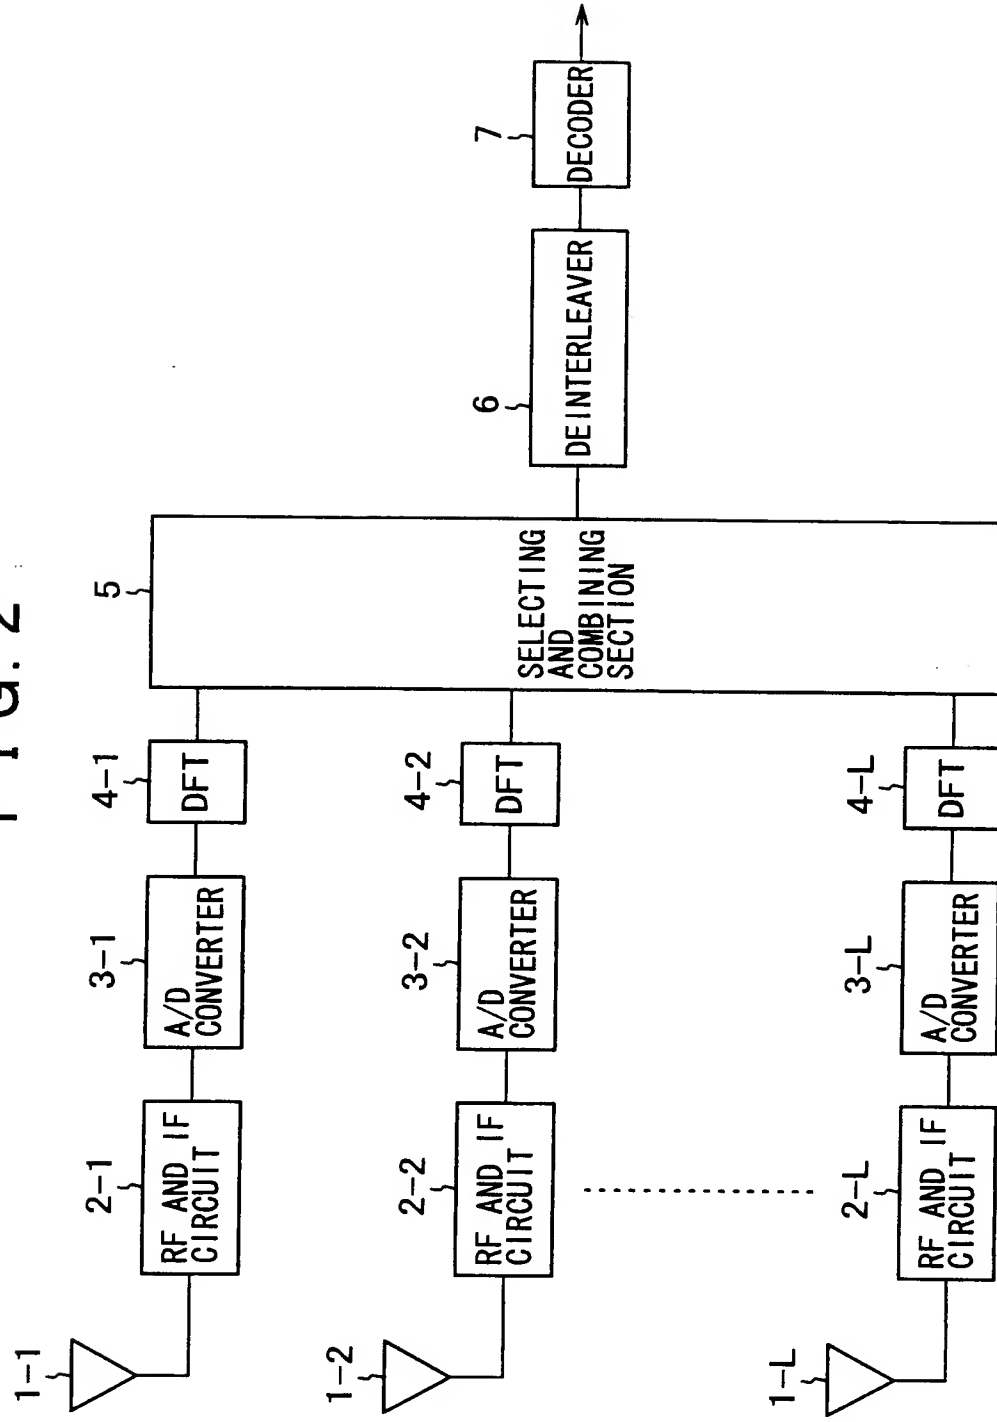 FIG. 2
1-1
2-1
RF AND IF
CIRCUIT
3-1
A/D
CONVERTER
4-1
DFT
5
SELECTING
AND
COMBINING
SECTION
6
DEINTERLEAVER
7
DECODER
1-2
2-2
RF AND IF
CIRCUIT
3-2
A/D
CONVERTER
4-2
DFT
1-L
2-L
RF AND IF
CIRCUIT
3-L
A/D
CONVERTER
4-L
DFT